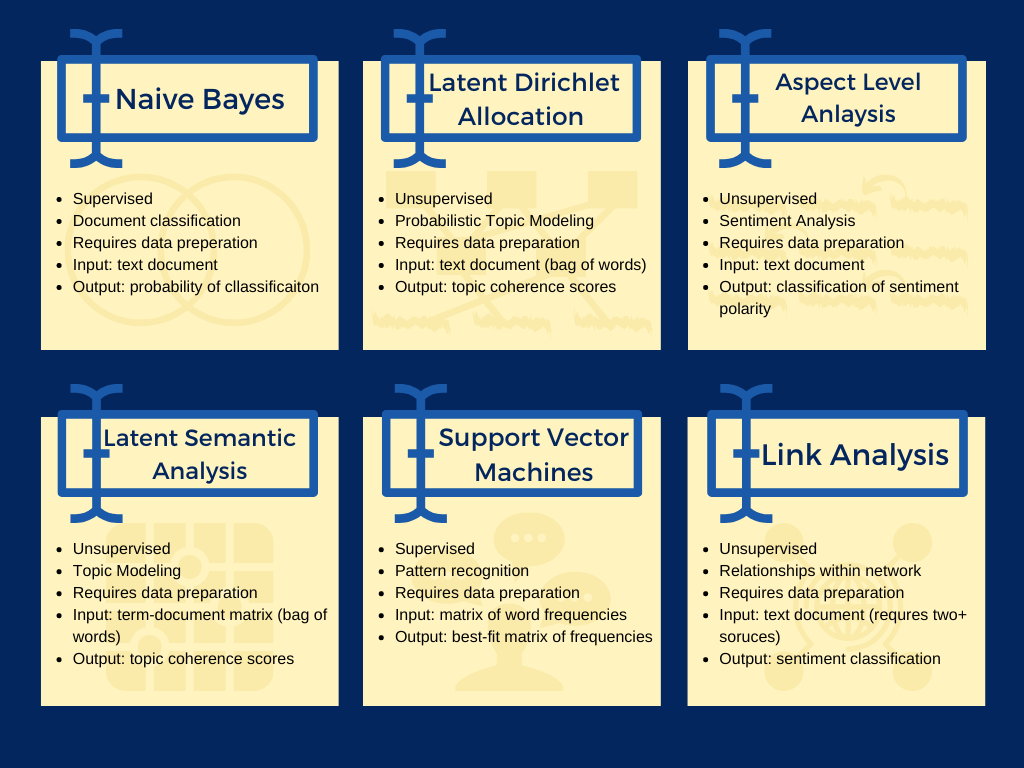 Naive Bayes
• Supervised
• Document classification
• Requires data preperation
• Input: text document
• Output: probability of cllassificaiton
Latent Dirichlet
Allocation
• Unsupervised
• Probabilistic Topic Modeling
• Requires data preparation
• Input: text document (bag of words)
• Output: topic coherence scores
Aspect Level
Anlaysis
• Unsupervised
• Sentiment Analysis
• Requires data preparation
• Input: text document
• Output: classification of sentiment
polarity
Latent Semantic
Analysis
• Unsupervised
• Topic Modeling
• Requires data preparation
• Input: term-document matrix (bag of
words)
• Output: topic coherence scores
Support Vector
Machines
• Supervised
• Pattern recognition
• Requires data preparation
• Input: matrix of word frequencies
• Output: best-fit matrix of frequencies
Link Analysis
• Unsupervised
• Relationships within network
• Requires data preparation
• Input: text document (requres two+
soruces)
• Output: sentiment classification